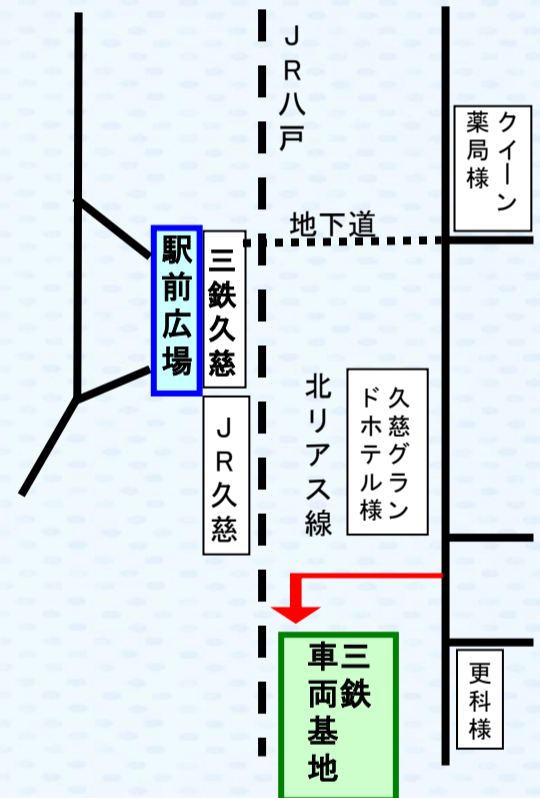 JR八戸
クイーン
薬局様
地下道
駅前広場
三鉄久慈
JR久慈
北リアス線
久慈グラン
ドホテル様
三鉄
車両基地
更科様